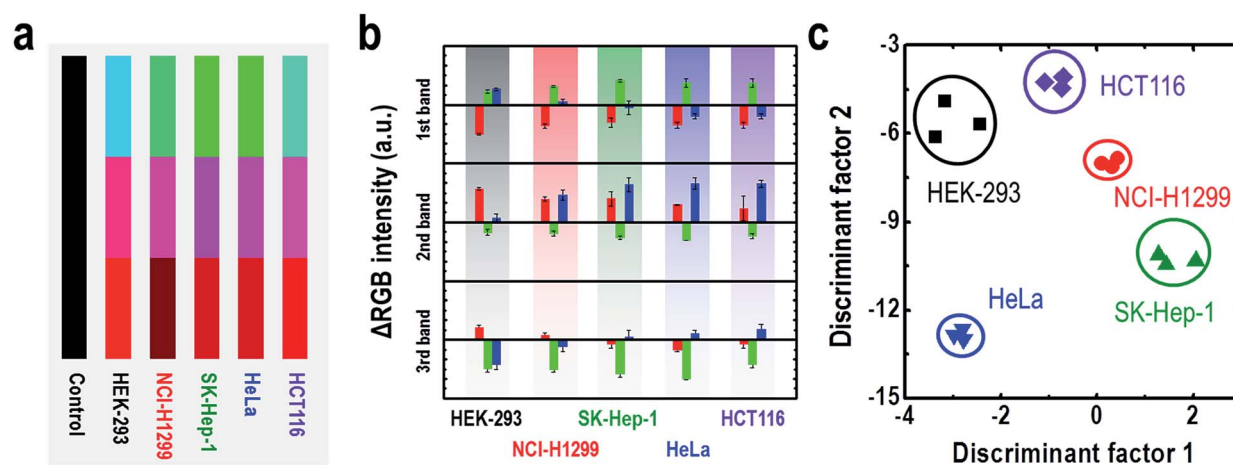 a
Control
HEK-293
NCI-H1299
SK-Hep-1
HeLa
HCT116
b
ΔRGB intensity (a.u.)
1st band
2nd band
3rd band
HEK-293
SK-Hep-1
HCT116
NCI-H1299
HeLa
c
Discriminant factor 2
-3
-6
-9
-12
-15
HCT116
HEK-293
NCI-H1299
HeLa
SK-Hep-1
-4
-2
0
2
Discriminant factor 1